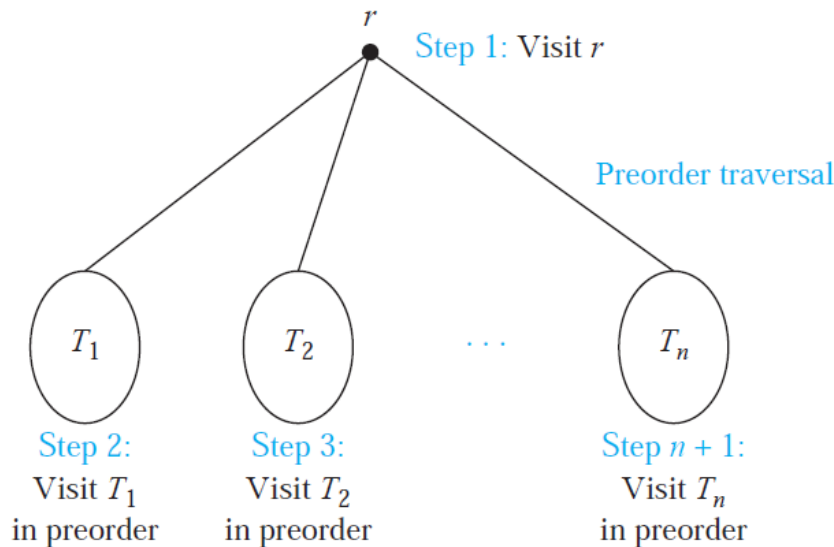 r
Step 1: Visit r
Preorder traversal
T₁
T₂
. . .
Tₙ
Step 2:
Visit T₁
in preorder
Step 3:
Visit T₂
in preorder
Step n + 1:
Visit Tₙ
in preorder